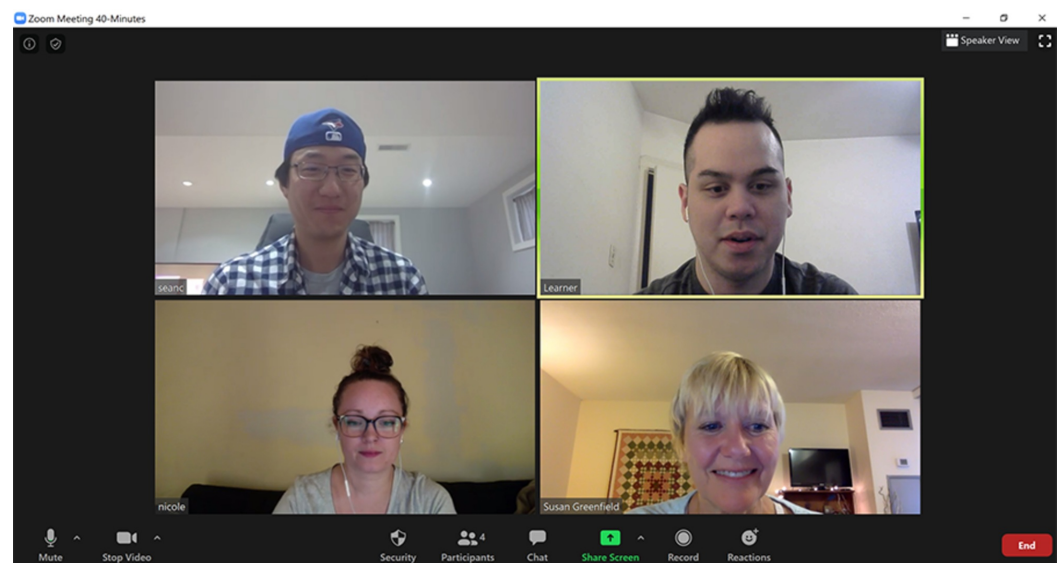 Zoom Meeting 40-Minutes
Speaker View
seanc
Learner
nicole
Susan Greenfield
4
Mute
Stop Video
Security
Participants
Chat
Share Screen
Record
Reactions
End